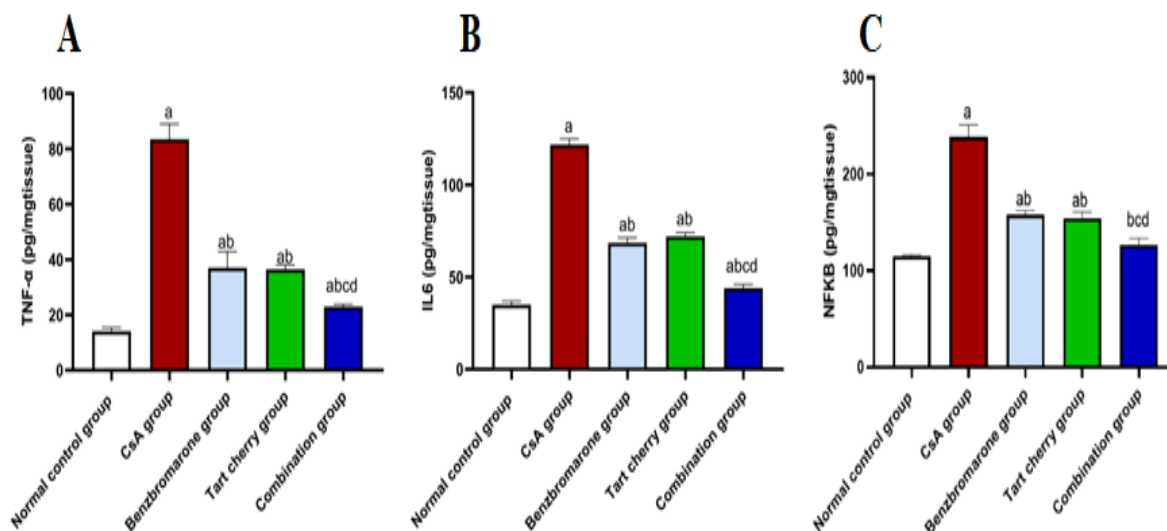 A
TNF-α (pg/mgtissue)
100
80
60
40
20
0
a
ab
ab
abcd
Normal control group
CsA group
Benzbromarone group
Tart cherry group
Combination group
B
IL6 (pg/mgtissue)
150
100
50
0
a
ab
ab
abcd
Normal control group
CsA group
Benzbromarone group
Tart cherry group
Combination group
C
NFKB (pg/mgtissue)
300
200
100
0
a
ab
ab
bcd
Normal control group
CsA group
Benzbromarone group
Tart cherry group
Combination group